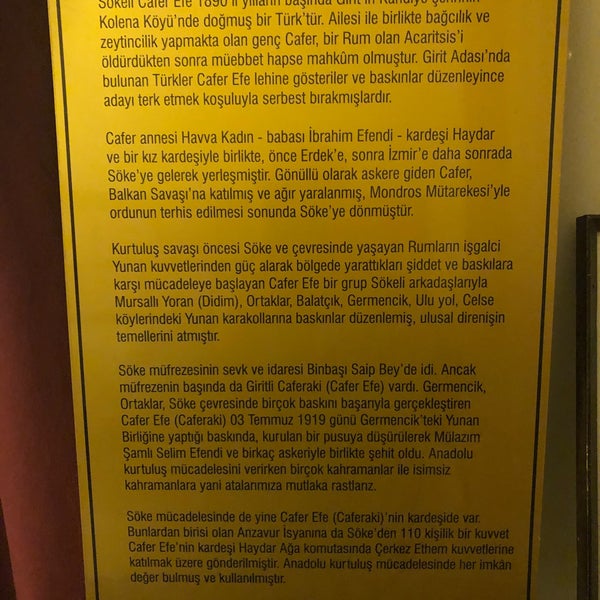 Sökeli Cafer Efe 1890'lı yılların başında Girit'in Kandiye şehrinin
Kolena Köyü'nde doğmuş bir Türk'tür. Ailesi ile birlikte bağcılık ve
zeytincilik yapmakta olan genç Cafer, bir Rum olan Acaritsis'i
öldürdükten sonra müebbet hapse mahkûm olmuştur. Girit Adası'nda
bulunan Türkler Cafer Efe lehine gösteriler ve baskınlar düzenleyince
adayı terk etmek koşuluyla serbest bırakmışlardır.
Cafer annesi Havva Kadın - babası İbrahim Efendi - kardeşi Haydar
ve bir kız kardeşiyle birlikte, önce Erdek'e, sonra İzmir'e daha sonrada
Söke'ye gelerek yerleşmiştir. Gönüllü olarak askere giden Cafer,
Balkan Savaşı'na katılmış ve ağır yaralanmış, Mondros Mütarekesi'yle
ordunun terhis edilmesi sonunda Söke'ye dönmüştür.
Kurtuluş savaşı öncesi Söke ve çevresinde yaşayan Rumların işgalci
Yunan kuvvetlerinden güç alarak bölgede yarattıkları şiddet ve baskılara
karşı mücadeleye başlayan Cafer Efe bir grup Sökeli arkadaşlarıyla
Mursallı Yoran (Didim), Ortaklar, Balatçık, Germencik, Ulu yol, Celse
köylerindeki Yunan karakollarına baskınlar düzenlemiş, ulusal direnişin
temellerini atmıştır.
Söke müfrezesinin sevk ve idaresi Binbaşı Saip Bey'de idi. Ancak
müfrezenin başında da Giritli Caferaki (Cafer Efe) vardı. Germencik,
Ortaklar, Söke çevresinde birçok baskını başarıyla gerçekleştiren
Cafer Efe (Caferaki) 03 Temmuz 1919 günü Germencik'teki Yunan
Birliğine yaptığı baskında, kurulan bir pusuya düşürülerek Mülazım
Şamlı Selim Efendi ve birkaç askeriyle birlikte şehit oldu. Anadolu
kurtuluş mücadelesini verirken birçok kahramanlar ile isimsiz
kahramanlara yani atalarımıza mutlaka rastlarız.
Söke mücadelesinde de yine Cafer Efe (Caferaki)'nin kardeşide var.
Bunlardan birisi olan Anzavur İsyanına da Söke'den 110 kişilik bir kuvvet
Cafer Efe'nin kardeşi Haydar Ağa komutasında Çerkez Ethem kuvvetlerine
katılmak üzere gönderilmiştir. Anadolu kurtuluş mücadelesinde her imkân
değer bulmuş ve kullanılmıştır.